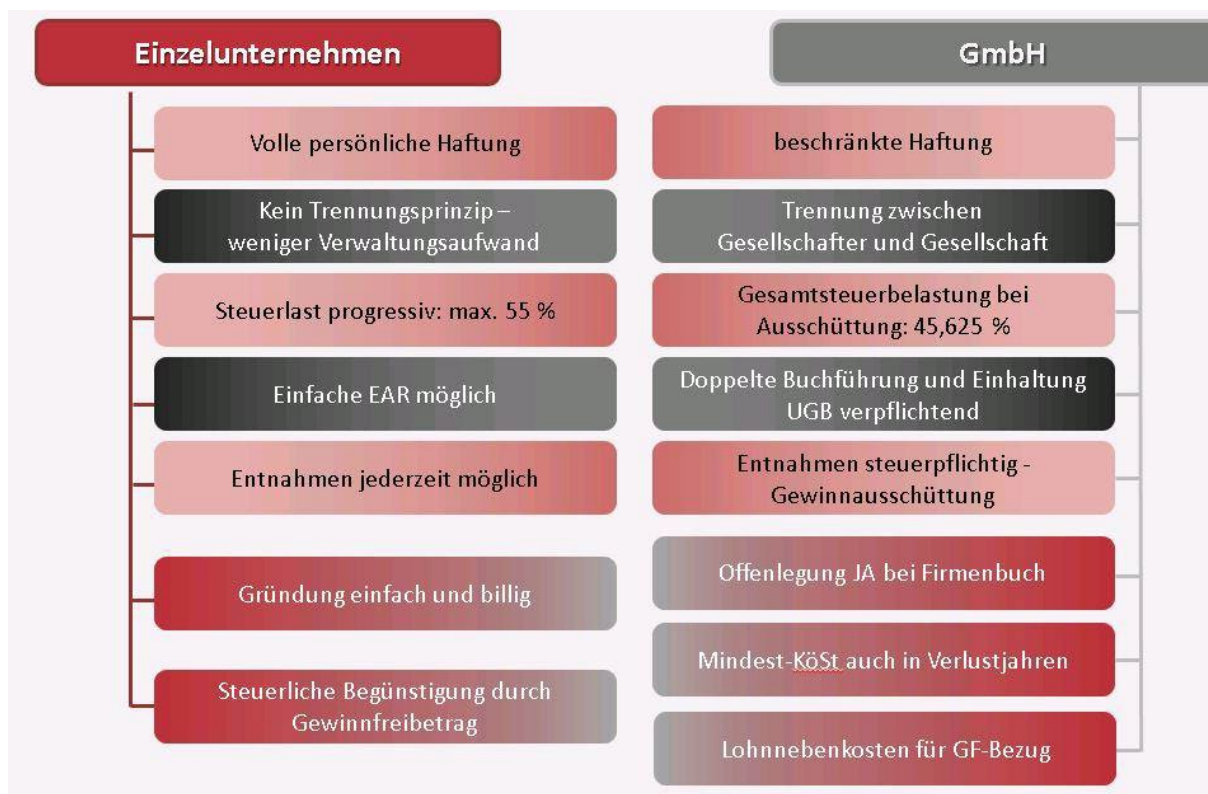 Einzelunternehmen
Volle persönliche Haftung
Kein Trennungsprinzip –
weniger Verwaltungsaufwand
Steuerlast progressiv: max. 55 %
Einfache EAR möglich
Entnahmen jederzeit möglich
Gründung einfach und billig
Steuerliche Begünstigung durch
Gewinnfreibetrag
GmbH
beschränkte Haftung
Trennung zwischen
Gesellschafter und Gesellschaft
Gesamtsteuerbelastung bei
Ausschüttung: 45,625 %
Doppelte Buchführung und Einhaltung
UGB verpflichtend
Entnahmen steuerpflichtig -
Gewinnausschüttung
Offenlegung JA bei Firmenbuch
Mindest-KöSt auch in Verlustjahren
Lohnnebenkosten für GF-Bezug